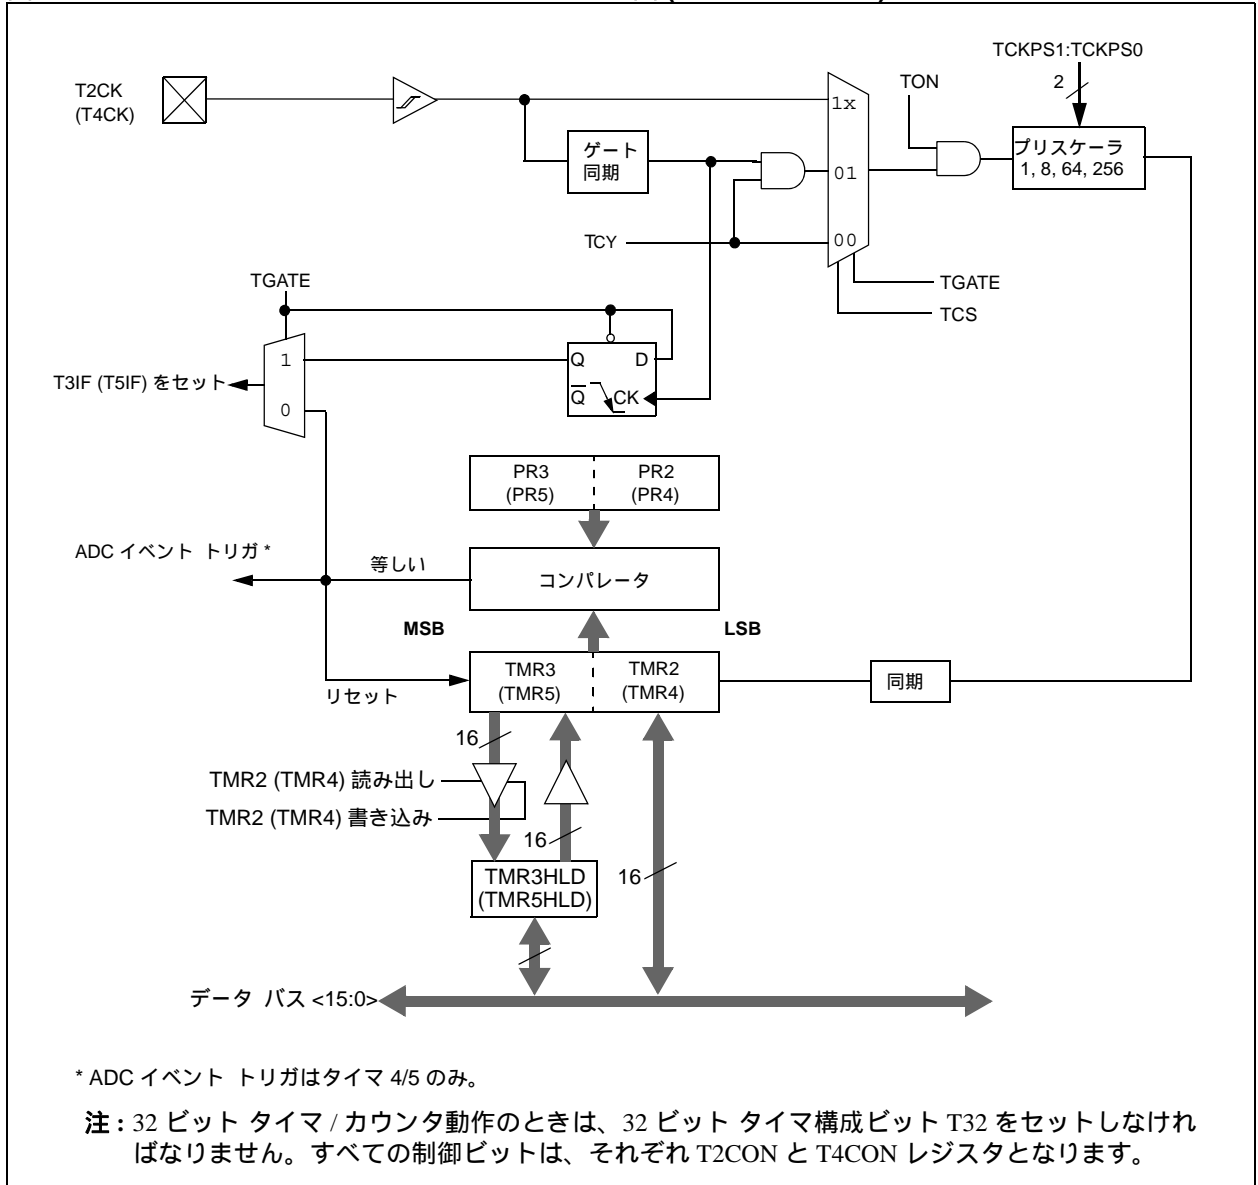 TCKPS1:TCKPS0
2
TON
T2CK
(T4CK)
1x
ゲート
同期
プリスケーラ
1, 8, 64, 256
01
TCY
00
TGATE
TCS
TGATE
1
Q
D
T3IF (T5IF) をセット
Q
CK
0
PR3
(PR5)
PR2
(PR4)
ADC イベント トリガ *
等しい
コンパレータ
MSB
LSB
TMR3
(TMR5)
TMR2
(TMR4)
同期
リセット
16
TMR2 (TMR4) 読み出し
TMR2 (TMR4) 書き込み
16
16
TMR3HLD
(TMR5HLD)
データ バス <15:0>
* ADC イベント トリガはタイマ 4/5 のみ。
注 : 32 ビット タイマ / カウンタ動作のときは、32 ビット タイマ構成ビット T32 をセットしなけれ
ばなりません。すべての制御ビットは、それぞれ T2CON と T4CON レジスタとなります。